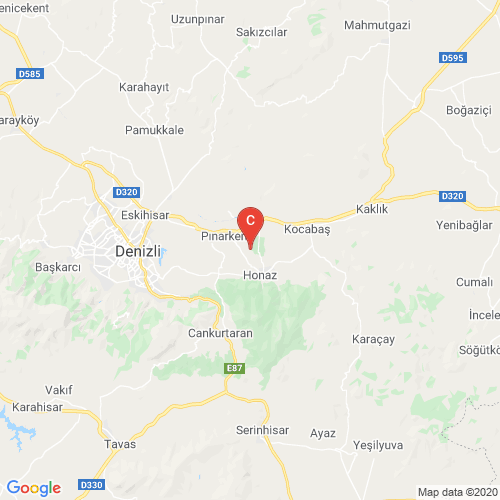 enicekent
Uzunpınar
Sakızcılar
Mahmutgazi
D595
D585
Karahayıt
Boğaziçi
arayköy
Pamukkale
D320
D320
Eskihisar
Kaklık
C
Pınarkent
Kocabaş
Yenibağlar
Denizli
Başkarcı
Honaz
Cumalı
İncele
Cankurtaran
Karaçay
Söğütkö
E87
Vakıf
Karahisar
Serinhisar
Ayaz
Tavas
Yeşilyuva
D330
Google
Map data ©2020